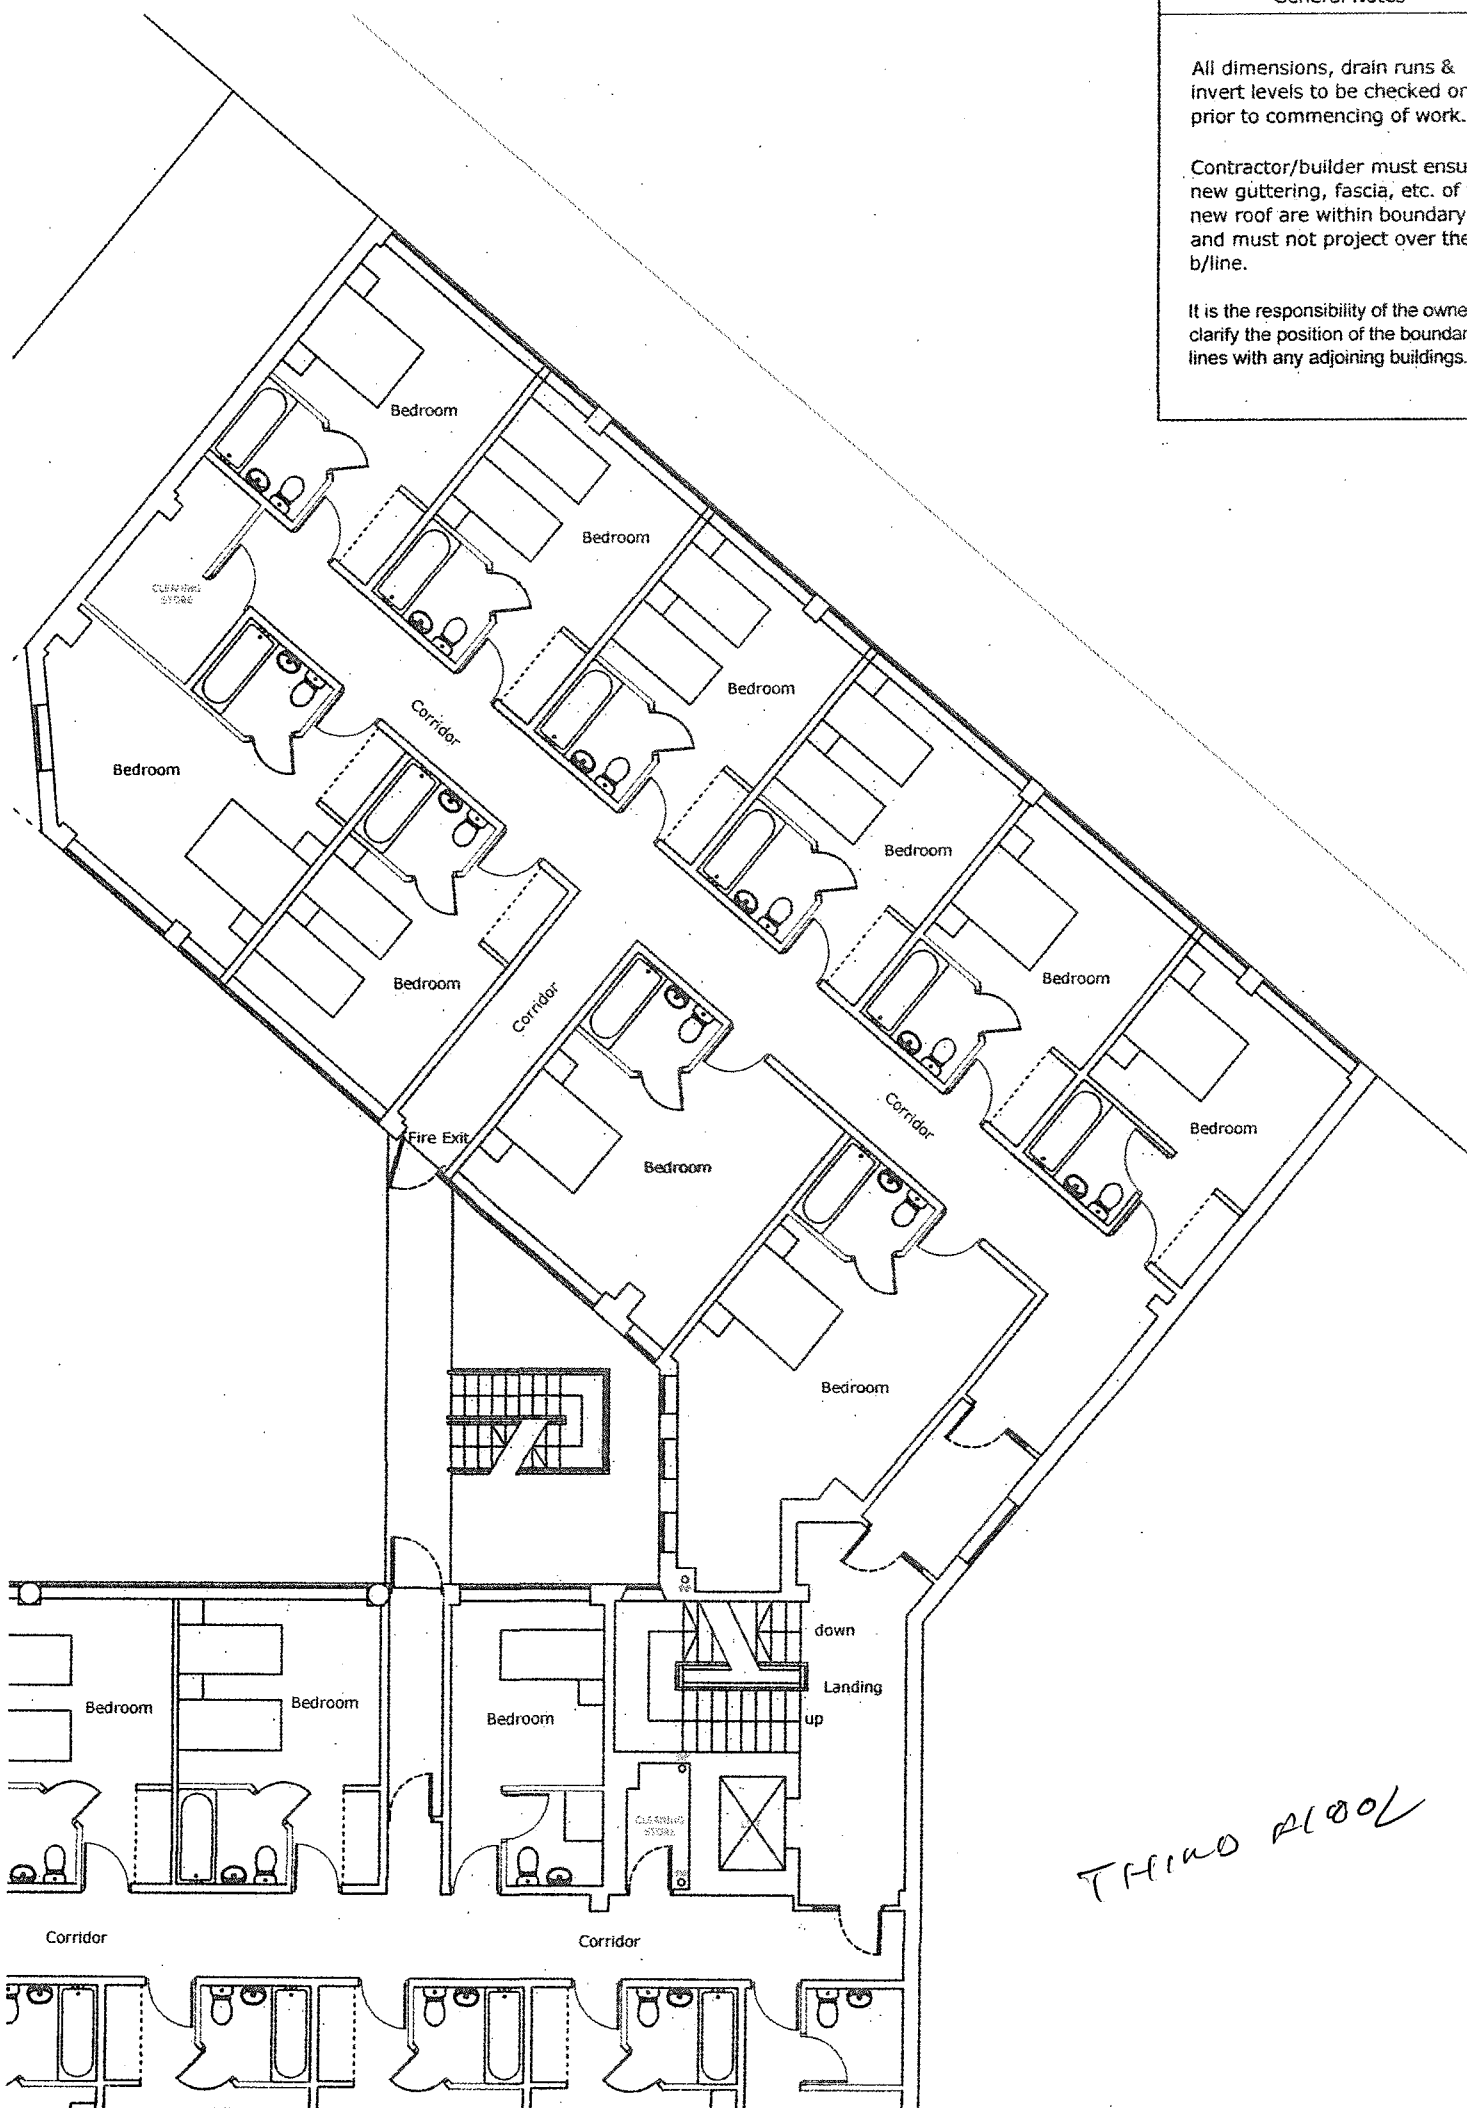 General Notes
All dimensions, drain runs &
invert levels to be checked on
prior to commencing of work.
Contractor/builder must ensu
new guttering, fascia, etc. of
new roof are within boundary
and must not project over the
b/line.
It is the responsibility of the owne
clarify the position of the boundar
lines with any adjoining buildings.
Bedroom
Bedroom
CLEANING
STORE
Bedroom
Corridor
Bedroom
Bedroom
Bedroom
Bedroom
Corridor
Corridor
Bedroom
Fire Exit
Bedroom
Bedroom
down
Landing
up
Bedroom
Bedroom
Bedroom
CLEANING
STORE
THIRD FLOOR
Corridor
Corridor